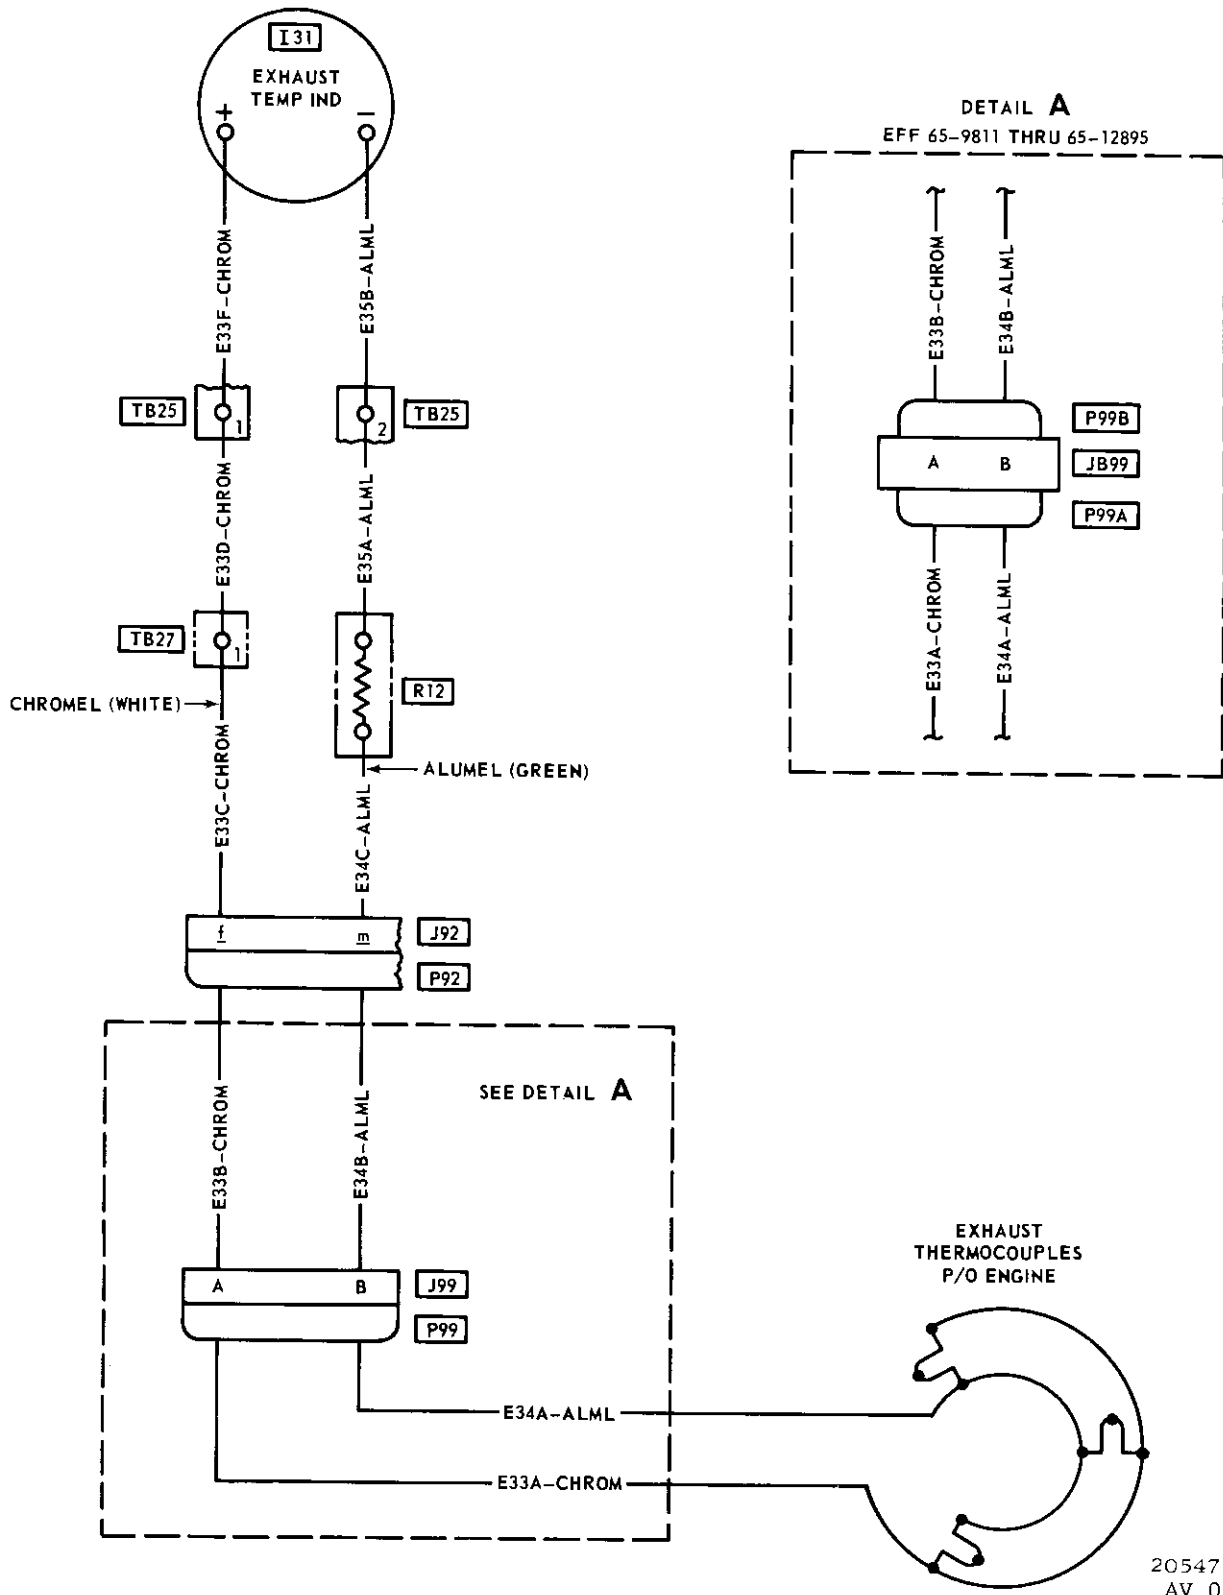 I31
EXHAUST
TEMP IND
+
−
E33F-CHROM
E35B-ALML
TB25
1
2
TB25
E33D-CHROM
E35A-ALML
TB27
1
R12
CHROMEL (WHITE)
ALUMEL (GREEN)
E33C-CHROM
E34C-ALML
f
m
J92
P92
SEE DETAIL A
E33B-CHROM
E34B-ALML
A
B
J99
P99
E34A-ALML
E33A-CHROM
DETAIL A
EFF 65-9811 THRU 65-12895
E33B-CHROM
E34B-ALML
P99B
A
B
JB99
P99A
E33A-CHROM
E34A-ALML
EXHAUST
THERMOCOUPLES
P/O ENGINE
20547
AV 0